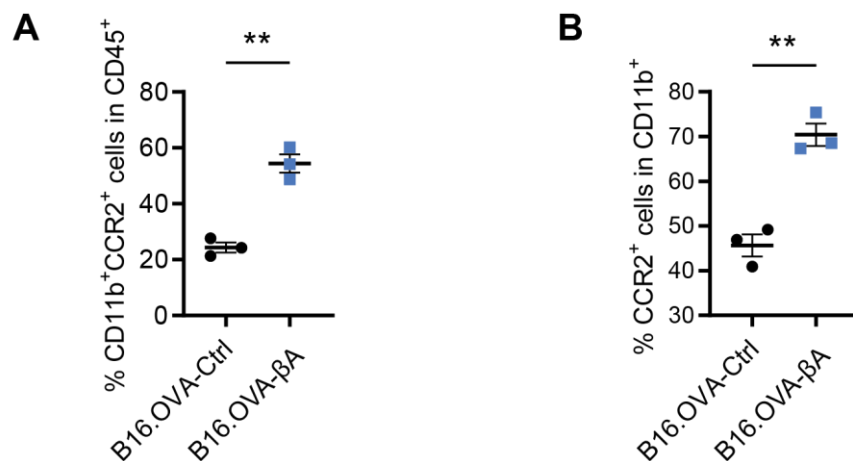 A
**
% CD11b⁺CCR2⁺ cells in CD45⁺
80
60
40
20
0
B16.OVA-Ctrl
B16.OVA-βA
B
**
% CCR2⁺ cells in CD11b⁺
80
70
60
50
40
30
B16.OVA-Ctrl
B16.OVA-βA